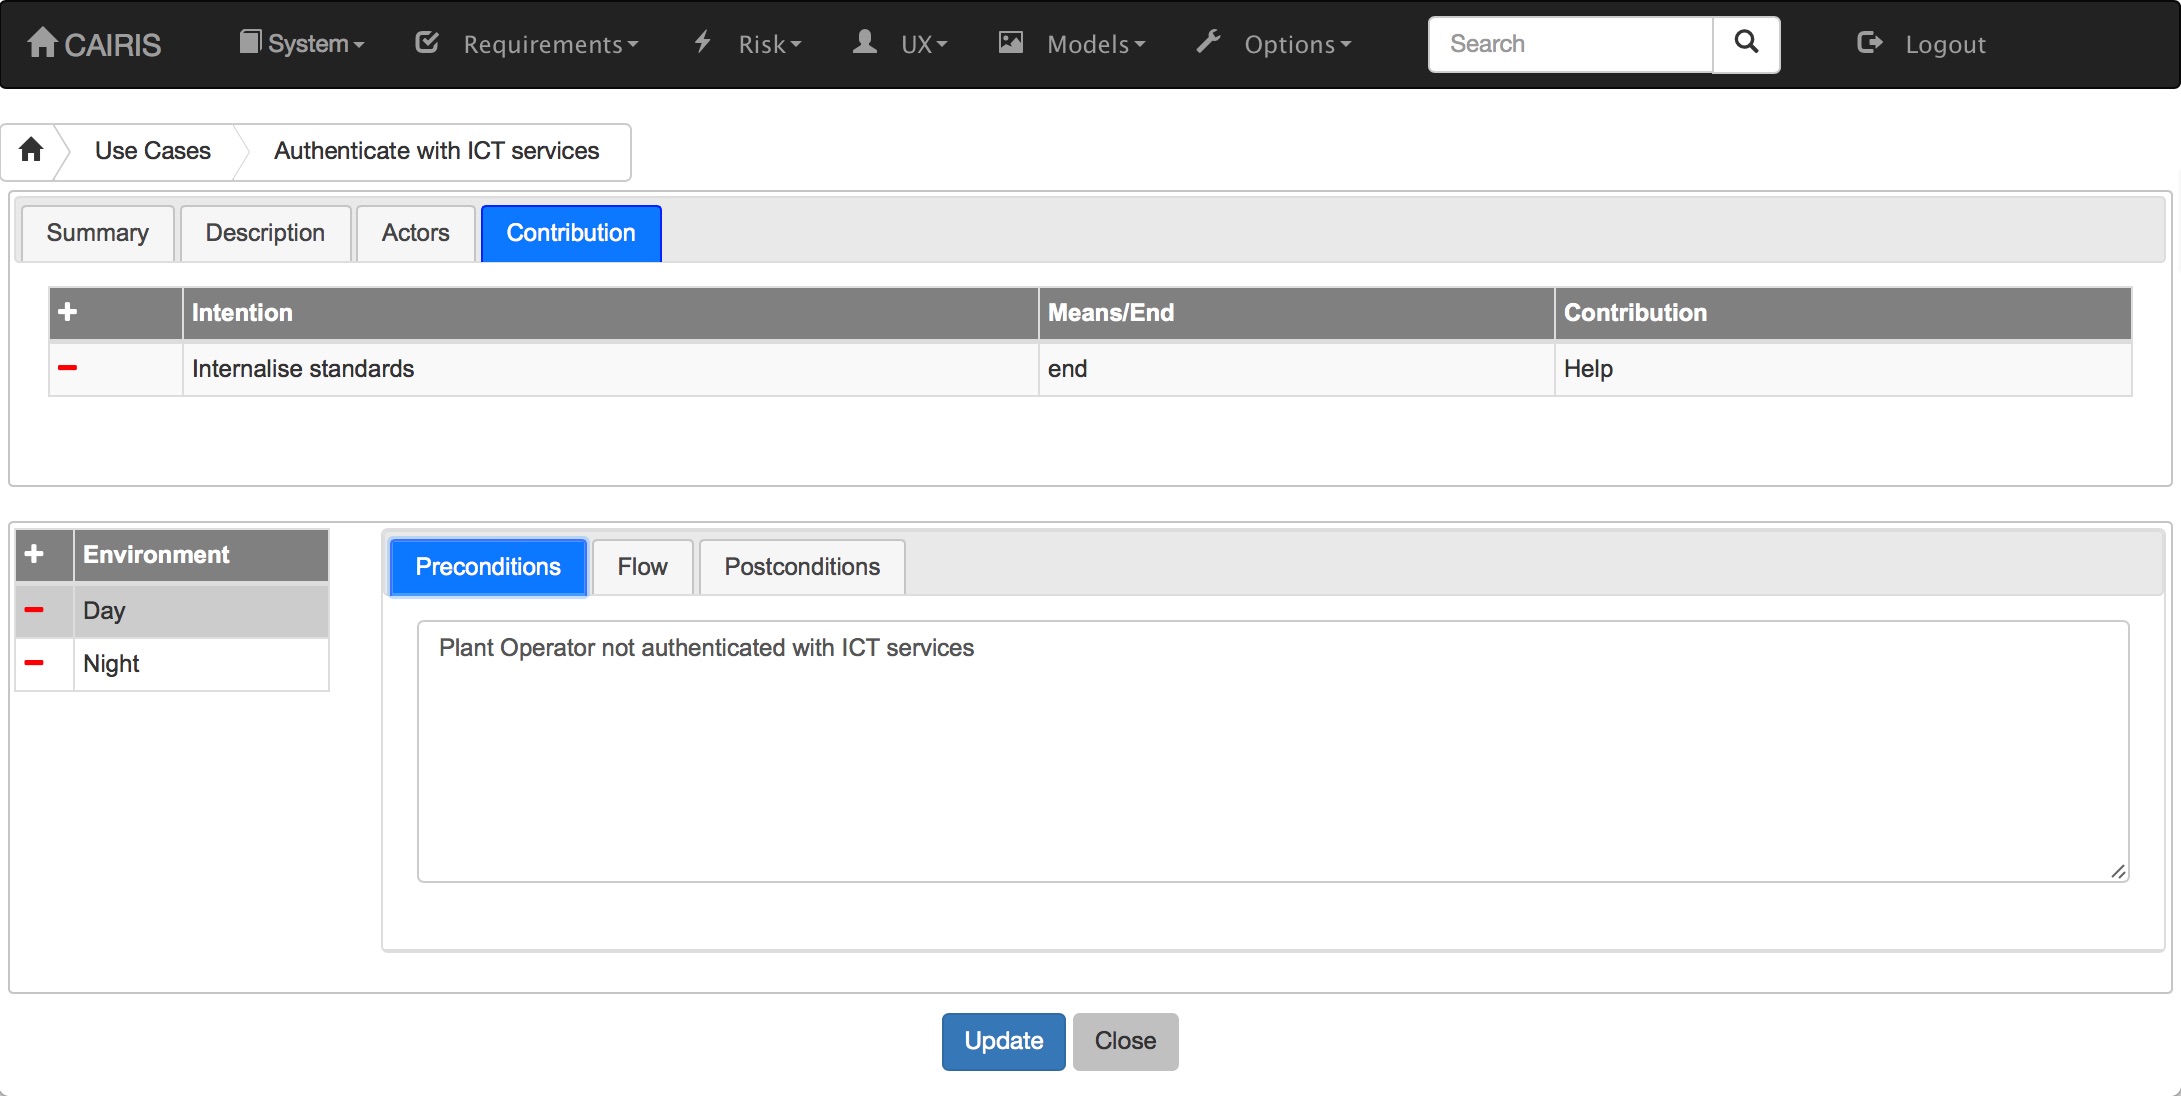 CAIRIS System Requirements Risk UX Models Options Search Logout
Use Cases Authenticate with ICT services
Summary Description Actors Contribution
Intention Means/End Contribution
Internalise standards end Help
Environment
Day
Night
Preconditions Flow Postconditions
Plant Operator not authenticated with ICT services
Update Close